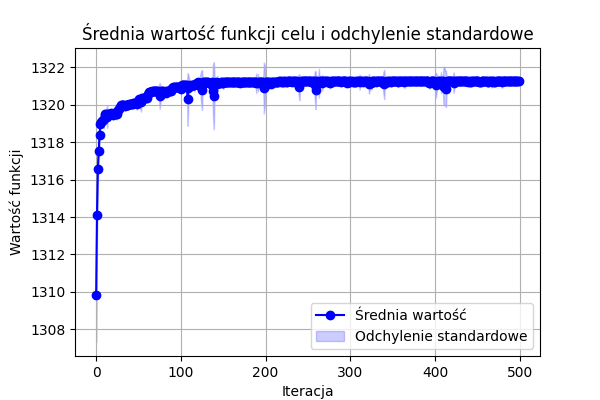 Średnia wartość funkcji celu i odchylenie standardowe
1322
1320
1318
1316
1314
1312
1310
1308
Wartość funkcji
0 100 200 300 400 500
Iteracja
Średnia wartość
Odchylenie standardowe